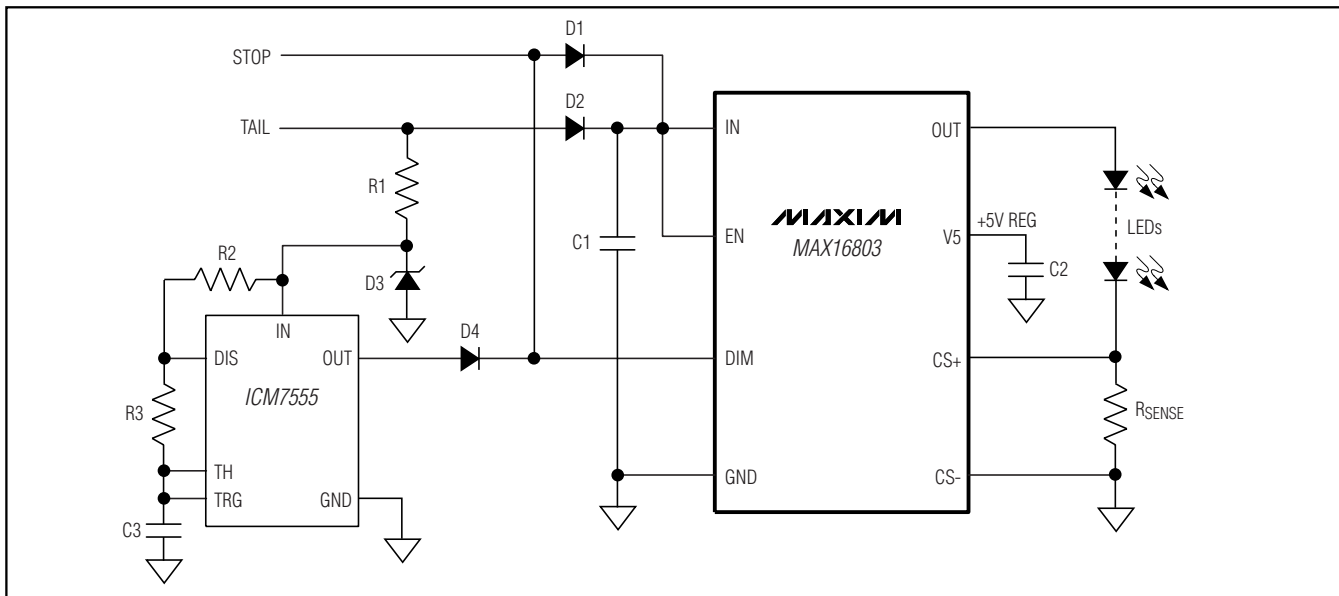 D1
STOP
D2
TAIL
IN
OUT
R1
MAXIM
MAX16803
+5V REG
LEDs
EN
V5
C1
R2
C2
D3
IN
D4
DIS
OUT
DIM
CS+
ICM7555
R3
RSENSE
TH
GND
CS-
TRG
GND
C3